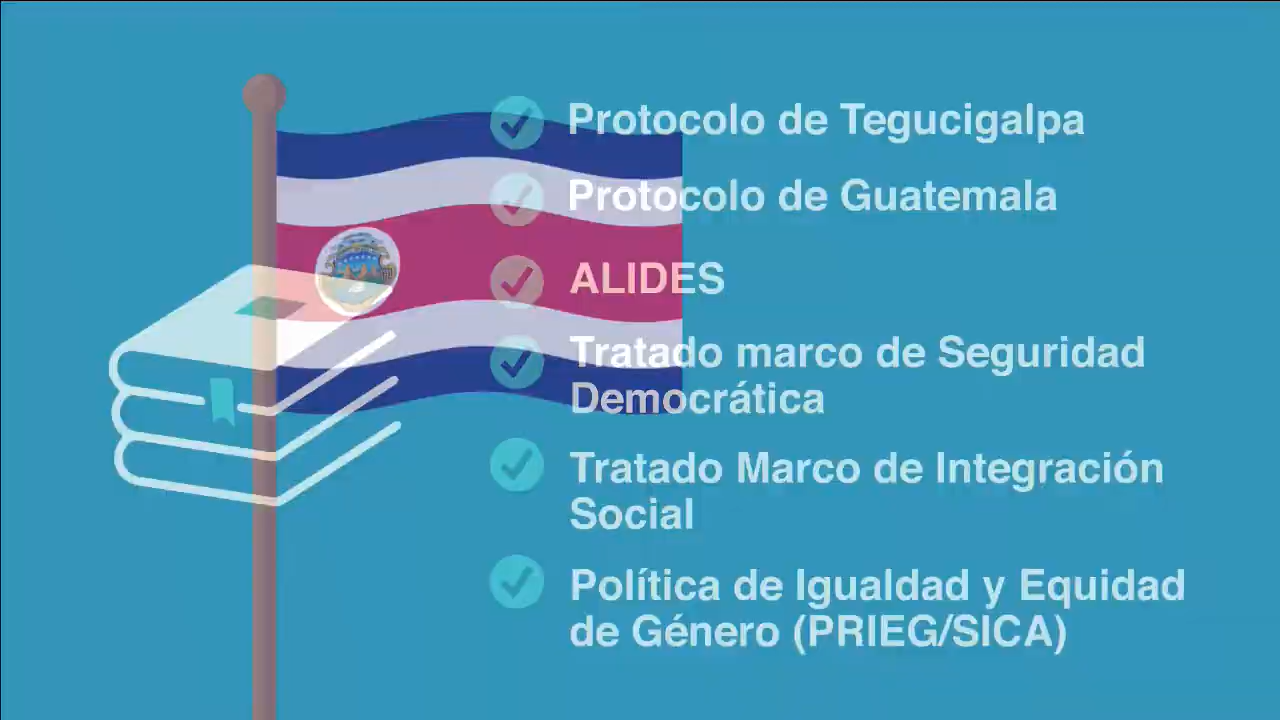 Protocolo de Tegucigalpa
Protocolo de Guatemala
ALIDES
Tratado marco de Seguridad
Democrática
Tratado Marco de Integración
Social
Política de Igualdad y Equidad
de Género (PRIEG/SICA)